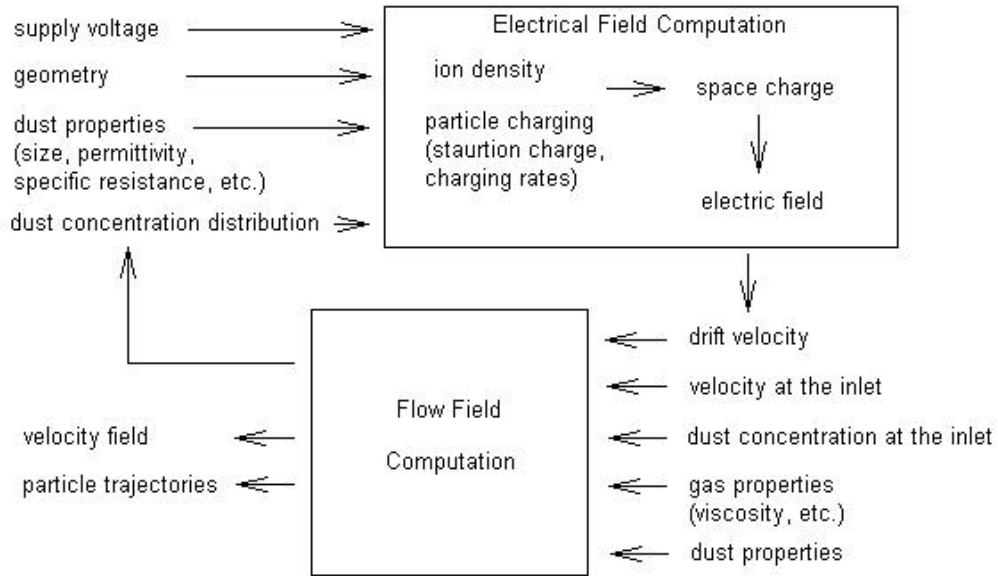 supply voltage
geometry
dust properties
(size, permittivity,
specific resistance, etc.)
dust concentration distribution
Electrical Field Computation
ion density
particle charging
(staurtion charge,
charging rates)
space charge
electric field
drift velocity
velocity at the inlet
dust concentration at the inlet
gas properties
(viscosity, etc.)
dust properties
Flow Field
Computation
velocity field
particle trajectories